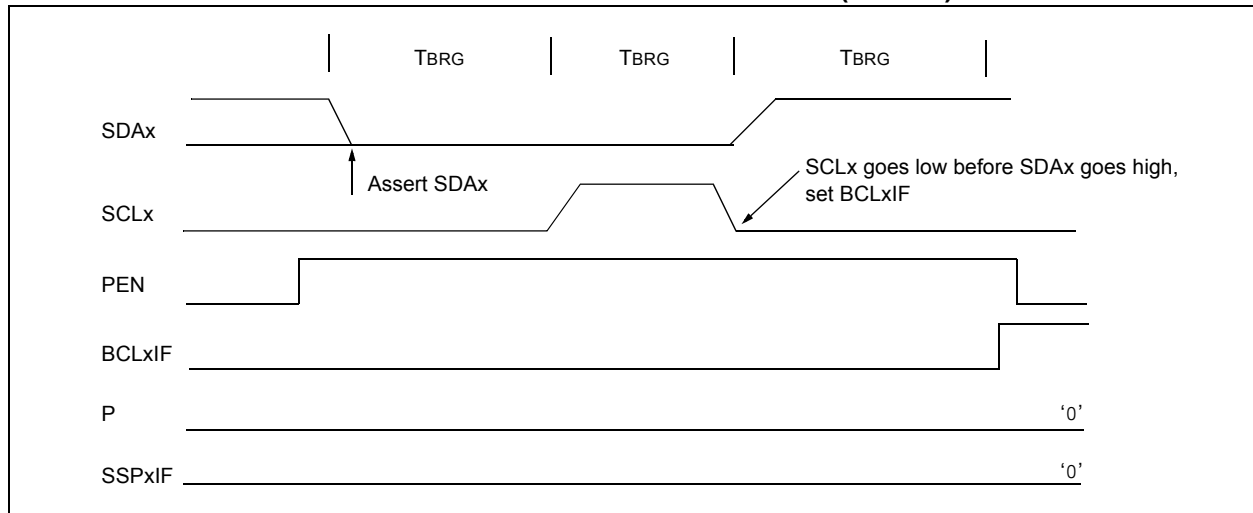 TBRG TBRG TBRG
SDAx
Assert SDAx
SCLx goes low before SDAx goes high,
set BCLxIF
SCLx
PEN
BCLxIF
P
‘0’
SSPxIF
‘0’